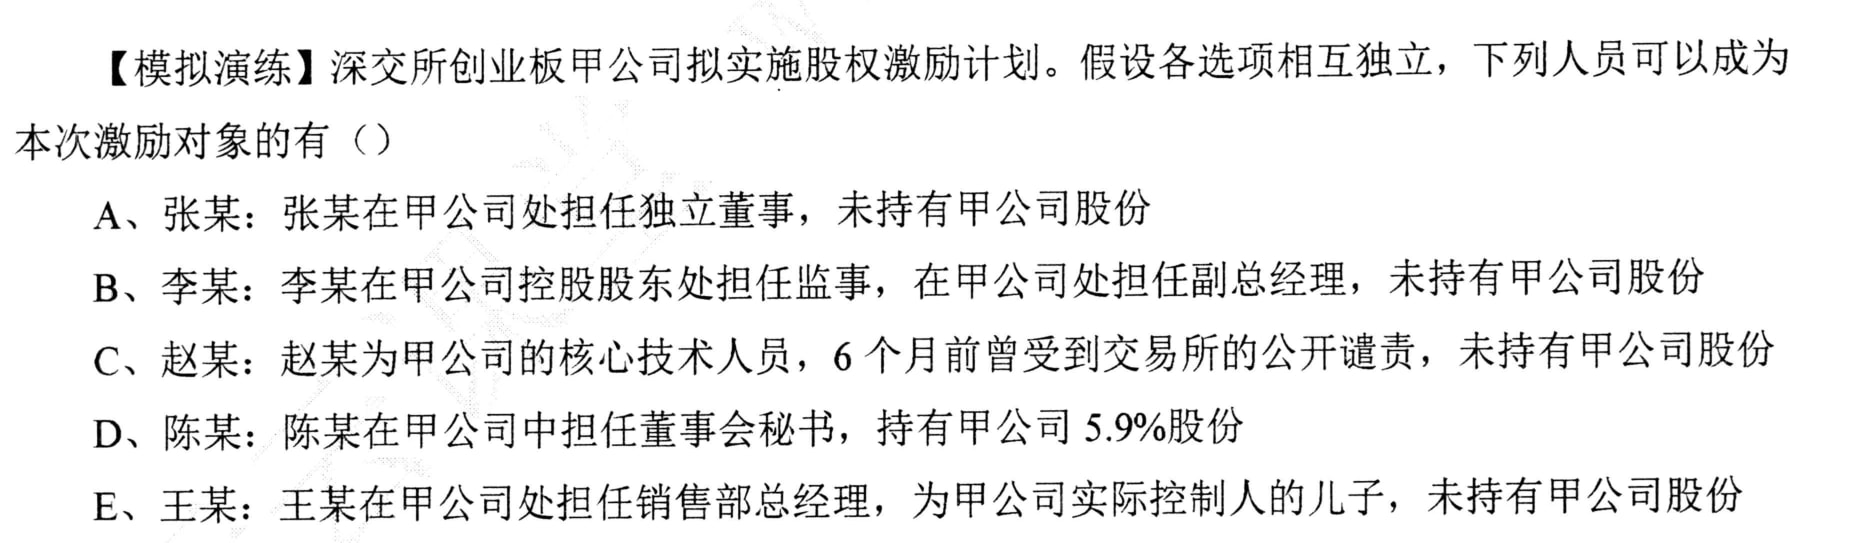 【模拟演练】深交所创业板甲公司拟实施股权激励计划。假设各选项相互独立，下列人员可以成为
本次激励对象的有（）
A、张某：张某在甲公司处担任独立董事，未持有甲公司股份
B、李某：李某在甲公司控股股东处担任监事，在甲公司处担任副总经理，未持有甲公司股份
C、赵某：赵某为甲公司的核心技术人员，6 个月前曾受到交易所的公开谴责，未持有甲公司股份
D、陈某：陈某在甲公司中担任董事会秘书，持有甲公司 5.9%股份
E、王某：王某在甲公司处担任销售部总经理，为甲公司实际控制人的儿子，未持有甲公司股份